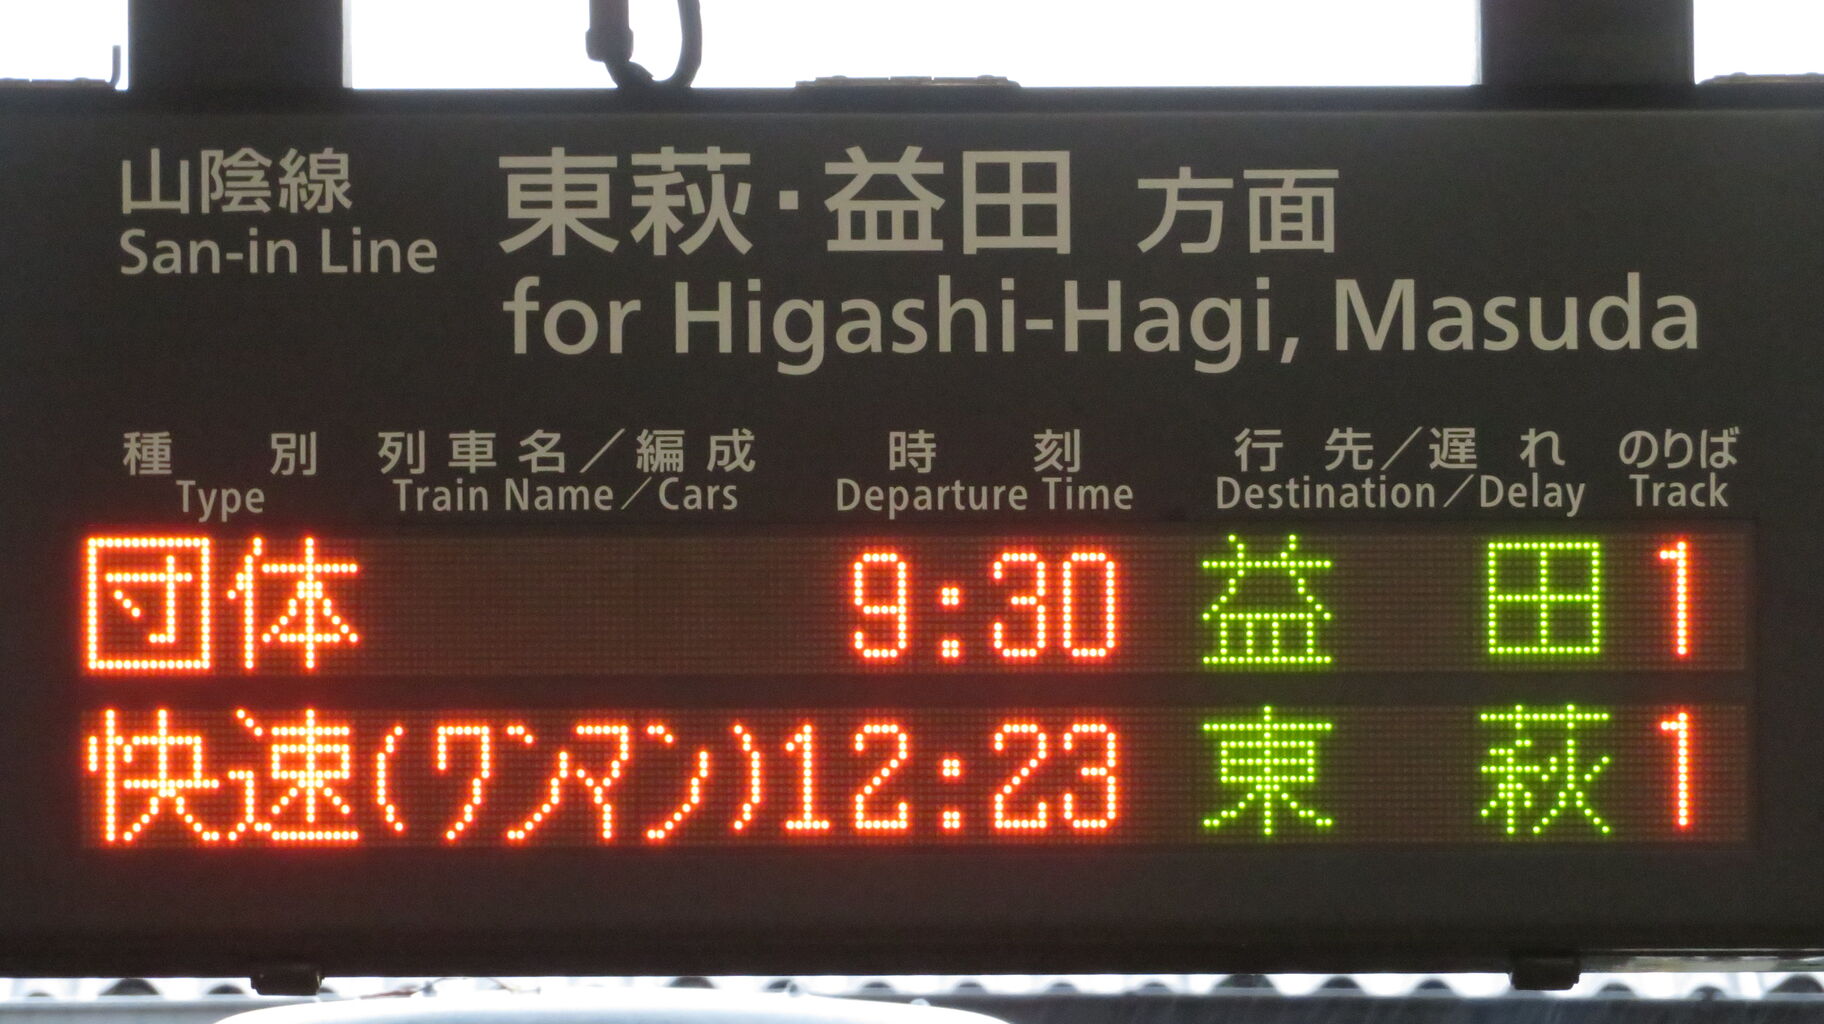 山陰線 東萩・益田 方面
San-in Line for Higashi-Hagi, Masuda
種別 列車名／編成 時刻 行先／遅れ のりば
Type Train Name／Cars Departure Time Destination／Delay Track
団体 9:30 益田 1
快速(ワンマン) 12:23 東萩 1